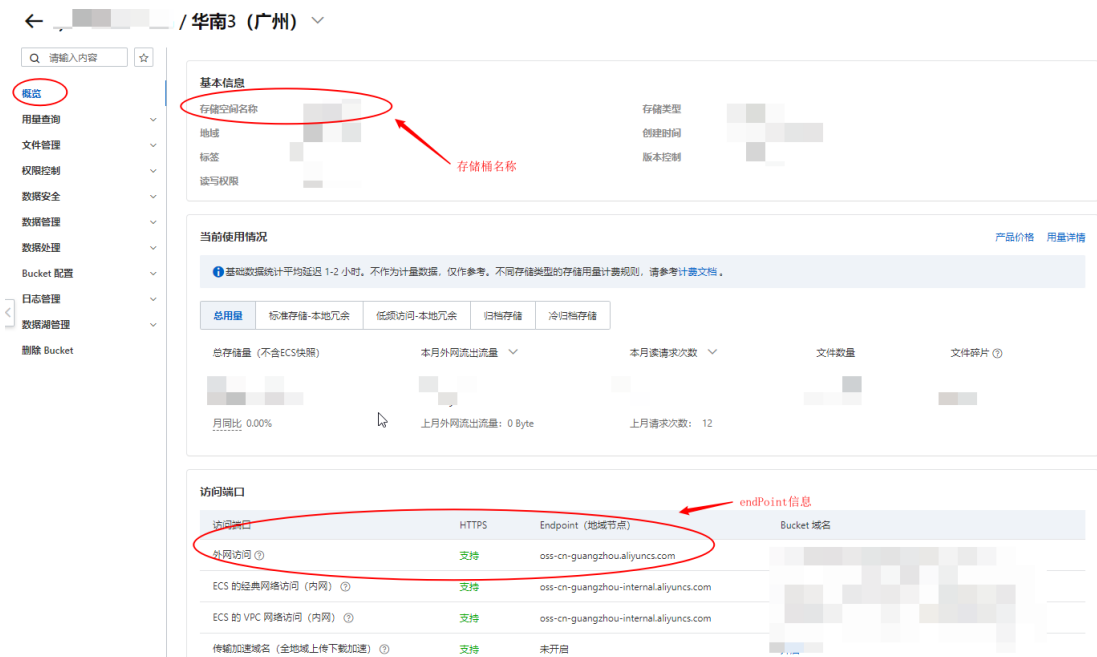 / 华南3（广州）
请输入内容
概览
用量查询
文件管理
权限控制
数据安全
数据管理
数据处理
Bucket 配置
日志管理
数据湖管理
删除 Bucket
基本信息
存储空间名称
存储类型
地域
创建时间
标签
版本控制
读写权限
存储桶名称
当前使用情况
产品价格 用量详情
基础数据统计平均延迟 1-2 小时。不作为计量数据，仅作参考。不同存储类型的存储用量计费规则，请参考计费文档 。
总用量 标准存储-本地冗余 低频访问-本地冗余 归档存储 冷归档存储
总存储量（不含ECS快照） 本月外网流出流量 本月读请求次数 文件数量 文件碎片
月同比 0.00% 上月外网流出流量：0 Byte 上月请求次数： 12
访问端口
endPoint信息
访问端口 HTTPS Endpoint（地域节点） Bucket 域名
外网访问 支持 oss-cn-guangzhou.aliyuncs.com
ECS 的经典网络访问（内网） 支持 oss-cn-guangzhou-internal.aliyuncs.com
ECS 的 VPC 网络访问（内网） 支持 oss-cn-guangzhou-internal.aliyuncs.com
传输加速域名（全地域上传下载加速） 支持 未开启